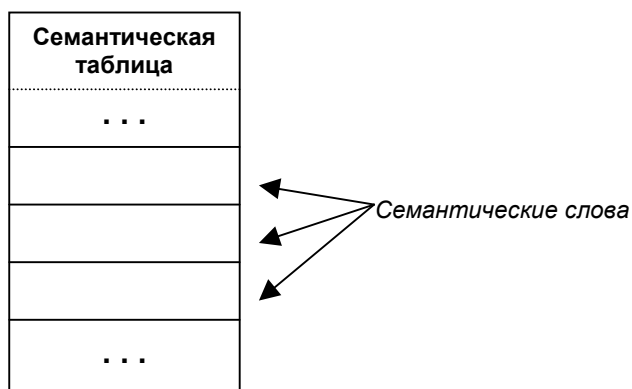 Семантическая
таблица
. . .
Семантические слова
. . .